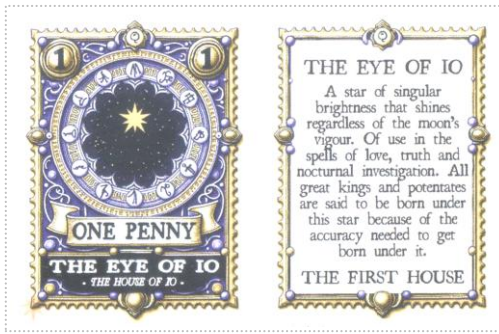 1
1
ONE PENNY
THE EYE OF IO
· THE HOUSE OF IO ·
THE EYE OF IO
A star of singular
brightness that shines
regardless of the moon's
vigour. Of use in the
spells of love, truth and
nocturnal investigation. All
great kings and potentates
are said to be born under
this star because of the
accuracy needed to get
born under it.
THE FIRST HOUSE